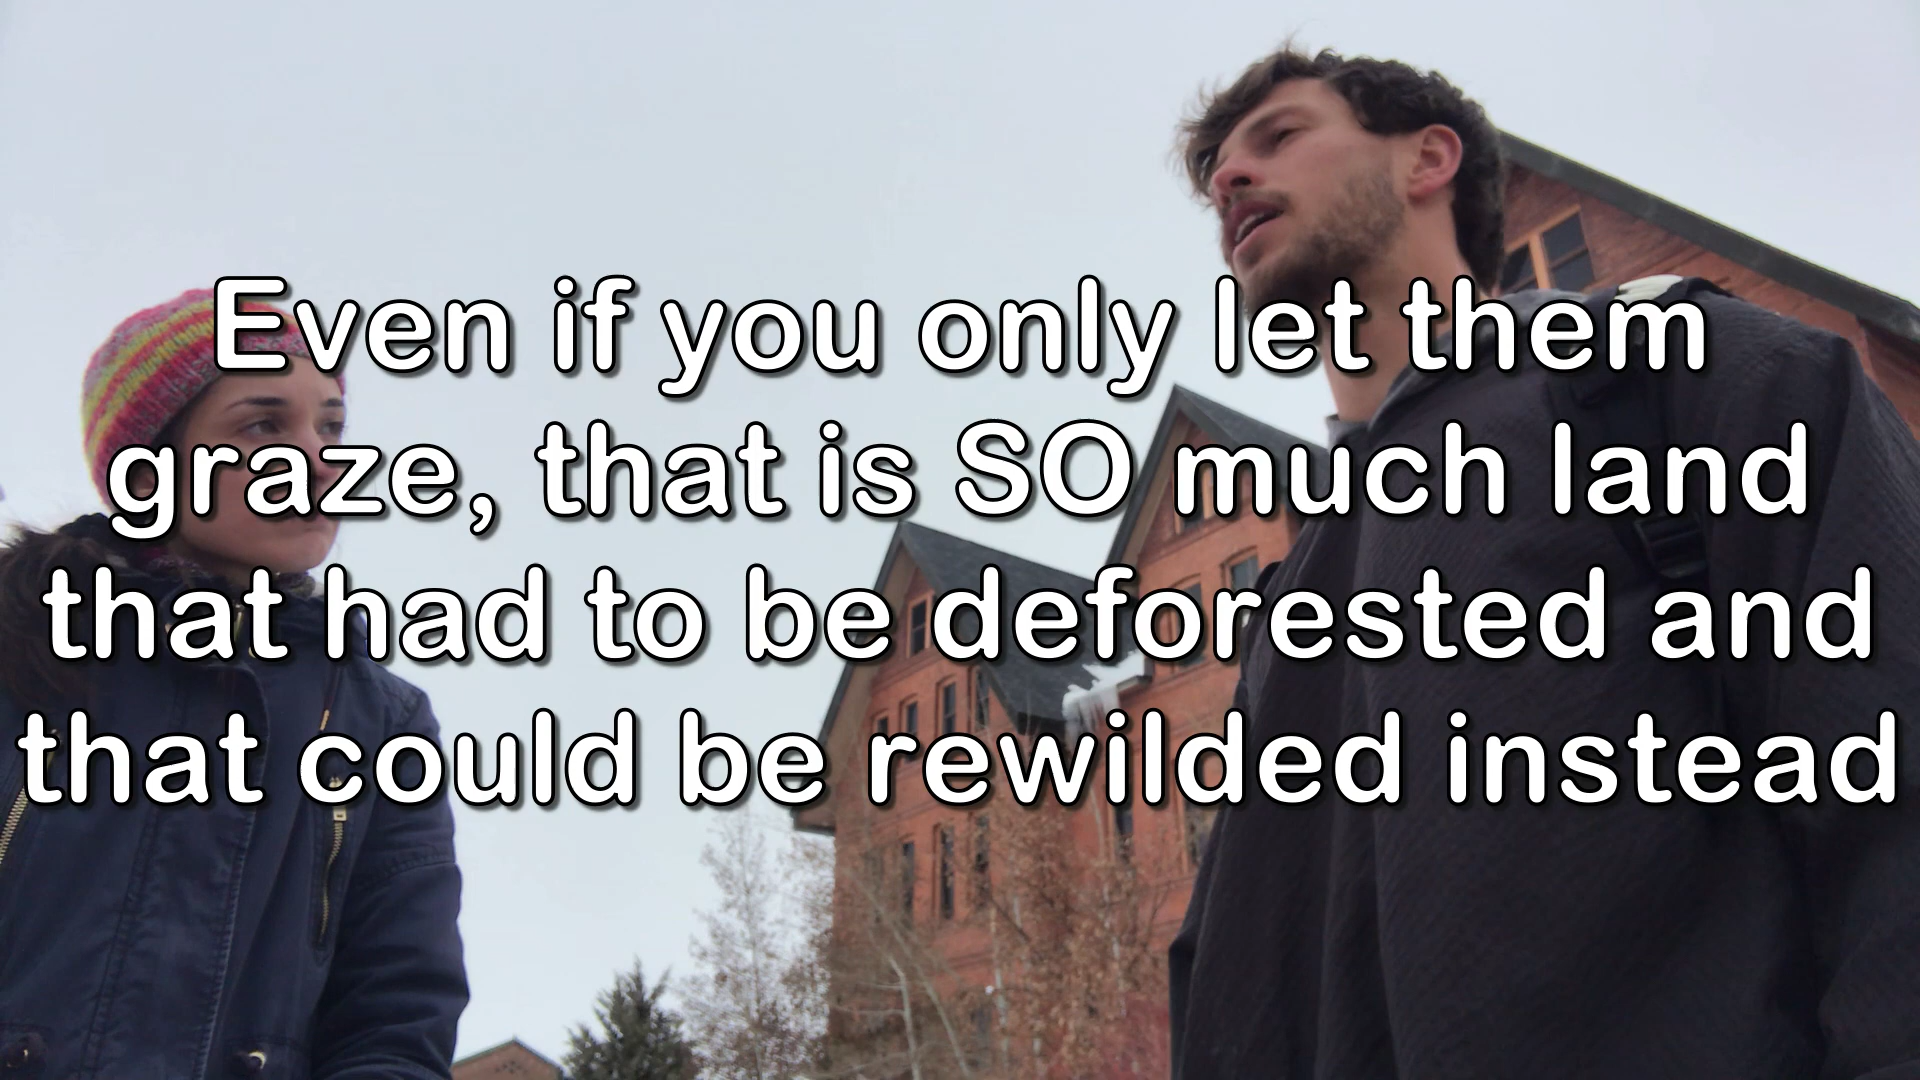 Even if you only let them
graze, that is SO much land
that had to be deforested and
that could be rewilded instead